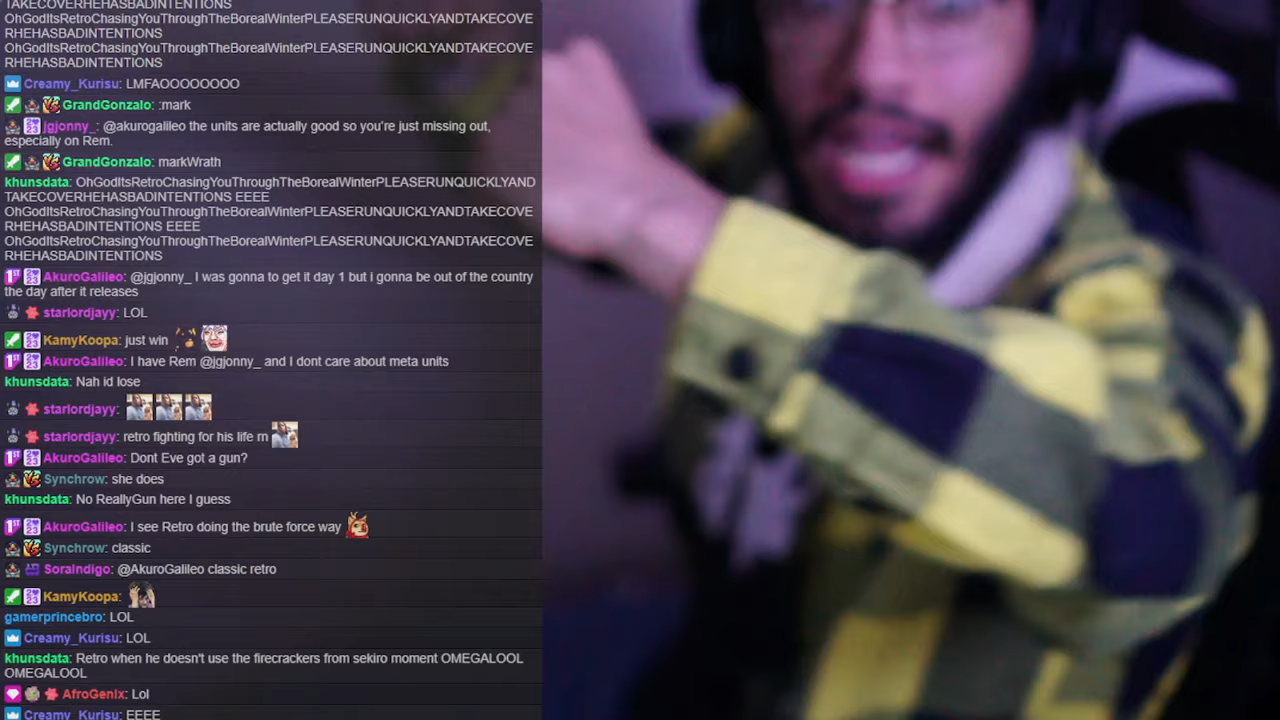 TAKECOVERHEHASBADINTENTIONS
OhGodItsRetroChasingYouThroughTheBorealWinterPLEASERUNQUICKLYANDTAKECOVE
RHEHASBADINTENTIONS
OhGodItsRetroChasingYouThroughTheBorealWinterPLEASERUNQUICKLYANDTAKECOVE
RHEHASBADINTENTIONS
Creamy_Kurisu: LMFAOOOOOOOO
GrandGonzalo: :mark
jgjonny_: @akurogalileo the units are actually good so you're just missing out,
especially on Rem.
GrandGonzalo: markWrath
khunsdata: OhGodItsRetroChasingYouThroughTheBorealWinterPLEASERUNQUICKLYAND
TAKECOVERHEHASBADINTENTIONS EEEE
OhGodItsRetroChasingYouThroughTheBorealWinterPLEASERUNQUICKLYANDTAKECOVE
RHEHASBADINTENTIONS EEEE
OhGodItsRetroChasingYouThroughTheBorealWinterPLEASERUNQUICKLYANDTAKECOVE
RHEHASBADINTENTIONS
1ST AkuroGalileo: @jgjonny_ I was gonna to get it day 1 but i gonna be out of the country
the day after it releases
starlordjayy: LOL
KamyKoopa: just win
1ST AkuroGalileo: I have Rem @jgjonny_ and I dont care about meta units
khunsdata: Nah id lose
starlordjayy:
starlordjayy: retro fighting for his life rn
1ST AkuroGalileo: Dont Eve got a gun?
Synchrow: she does
khunsdata: No ReallyGun here I guess
1ST AkuroGalileo: I see Retro doing the brute force way
Synchrow: classic
SoraIndigo: @AkuroGalileo classic retro
KamyKoopa:
gamerprincebro: LOL
Creamy_Kurisu: LOL
khunsdata: Retro when he doesn't use the firecrackers from sekiro moment OMEGALOOL
OMEGALOOL
AfroGenix: Lol
Creamy_Kurisu: EEEE